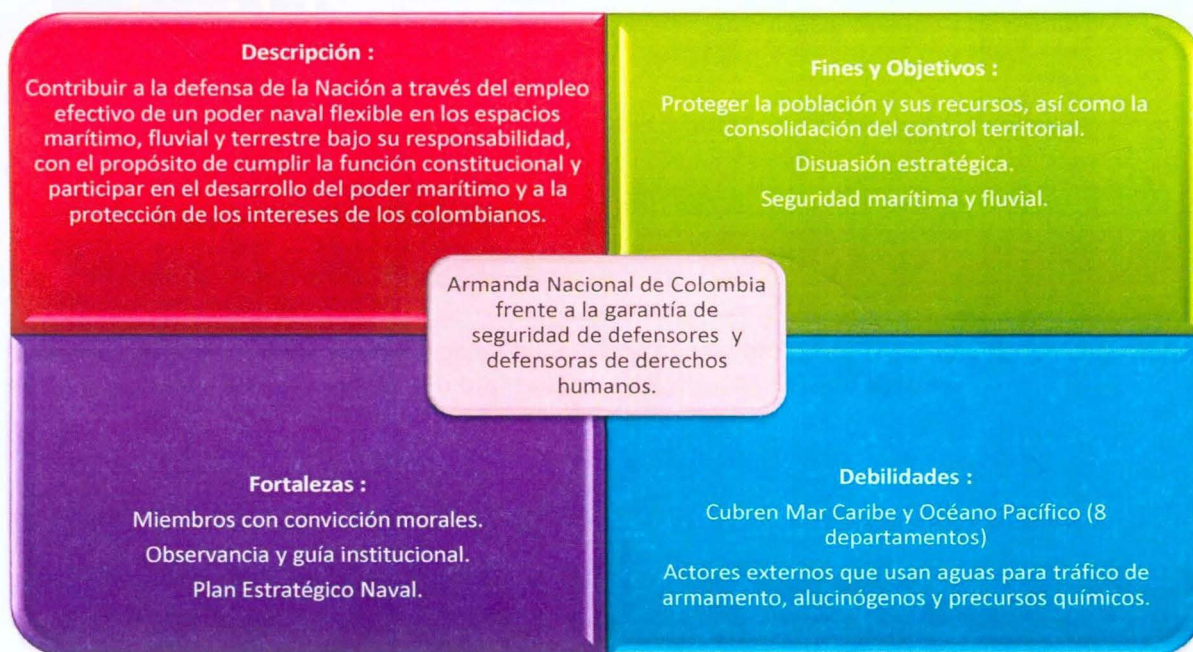 Descripción :
Contribuir a la defensa de la Nación a través del empleo
efectivo de un poder naval flexible en los espacios
marítimo, fluvial y terrestre bajo su responsabilidad,
con el propósito de cumplir la función constitucional y
participar en el desarrollo del poder marítimo y a la
protección de los intereses de los colombianos.
Fines y Objetivos :
Proteger la población y sus recursos, así como la
consolidación del control territorial.
Disuasión estratégica.
Seguridad marítima y fluvial.
Armanda Nacional de Colombia
frente a la garantía de
seguridad de defensores y
defensoras de derechos
humanos.
Fortalezas :
Miembros con convicción morales.
Observancia y guía institucional.
Plan Estratégico Naval.
Debilidades :
Cubren Mar Caribe y Océano Pacífico (8
departamentos)
Actores externos que usan aguas para tráfico de
armamento, alucinógenos y precursos químicos.